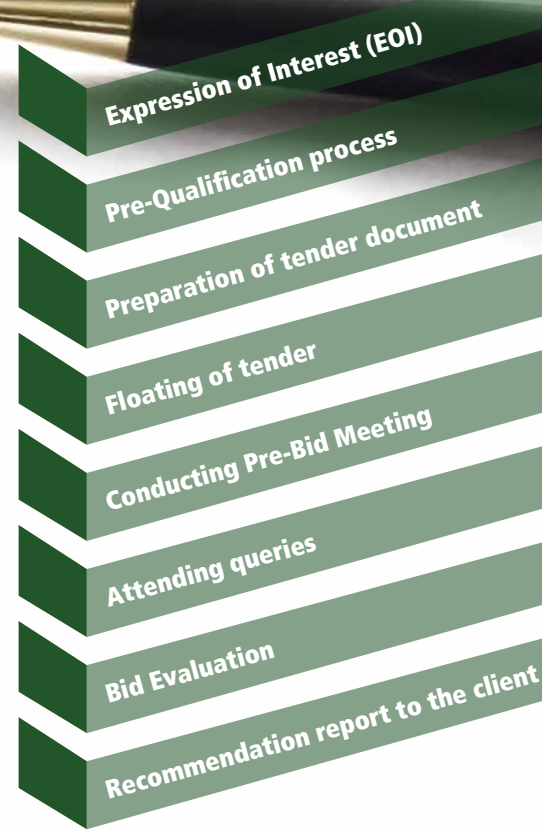 Expression of Interest (EOI)
Pre-Qualification process
Preparation of tender document
Floating of tender
Conducting Pre-Bid Meeting
Attending queries
Bid Evaluation
Recommendation report to the client